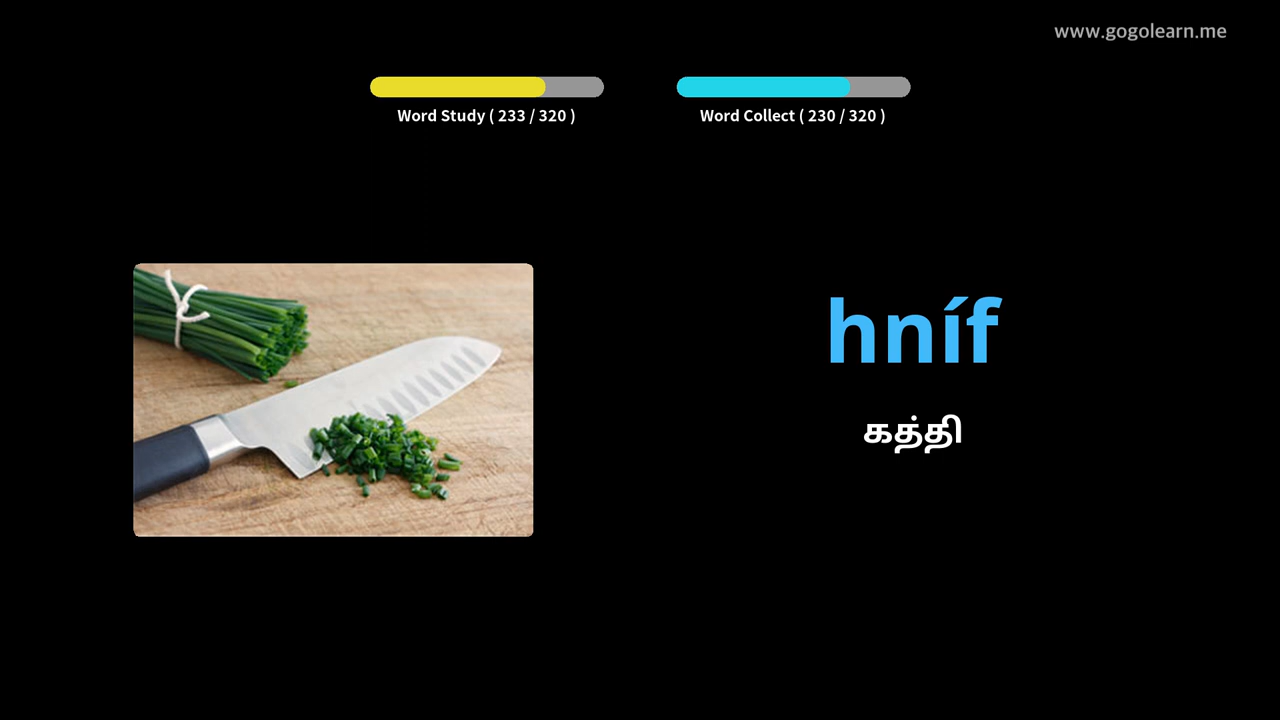 www.gogolearn.me
Word Study ( 233 / 320 )
Word Collect ( 230 / 320 )
hníf
கத்தி